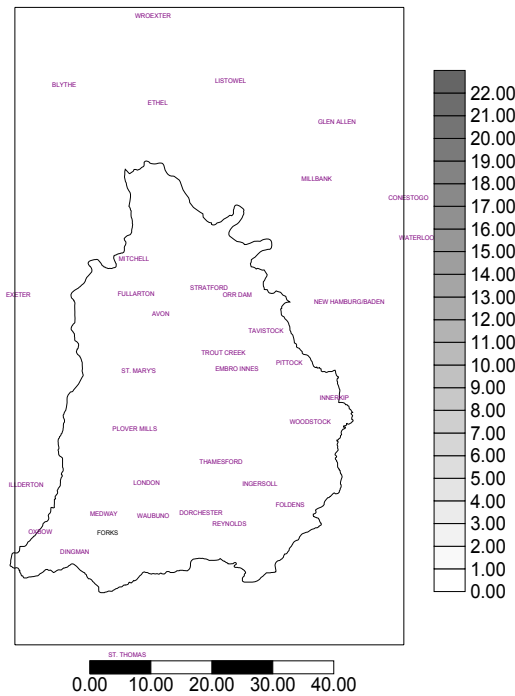 WROEXTER
BLYTHE
LISTOWEL
ETHEL
GLEN ALLEN
MILLBANK
CONESTOGO
WATERLOO
MITCHELL
EXETER
FULLARTON
STRATFORD
ORR DAM
NEW HAMBURG/BADEN
AVON
TAVISTOCK
TROUT CREEK
PITTOCK
ST. MARY'S
EMBRO INNES
INNERKIP
WOODSTOCK
PLOVER MILLS
THAMESFORD
ILLDERTON
LONDON
INGERSOLL
FOLDENS
MEDWAY
WAUBUNO
DORCHESTER
REYNOLDS
OXBOW
FORKS
DINGMAN
ST. THOMAS
0.00 10.00 20.00 30.00 40.00
22.00
21.00
20.00
19.00
18.00
17.00
16.00
15.00
14.00
13.00
12.00
11.00
10.00
9.00
8.00
7.00
6.00
5.00
4.00
3.00
2.00
1.00
0.00